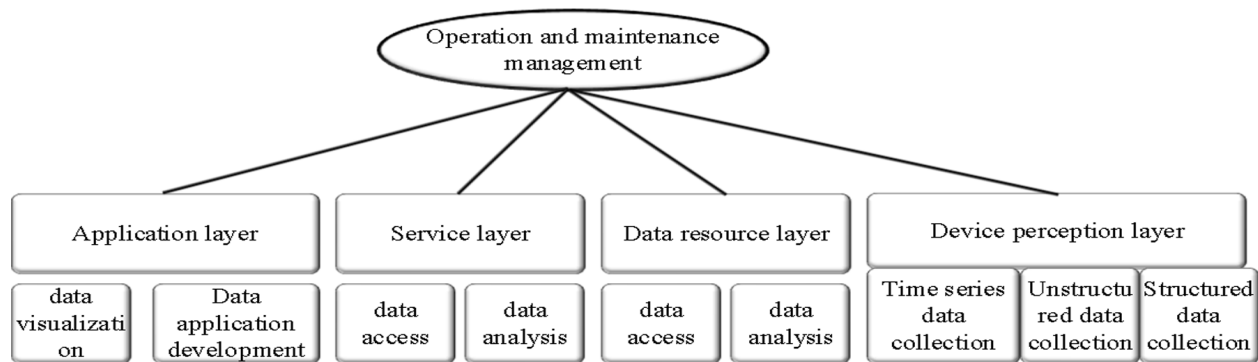 Operation and maintenance
management
Application layer
Service layer
Data resource layer
Device perception layer
data
visualizati
on
Data
application
development
data
access
data
analysis
data
access
data
analysis
Time series
data
collection
Unstructu
red data
collection
Structured
data
collection